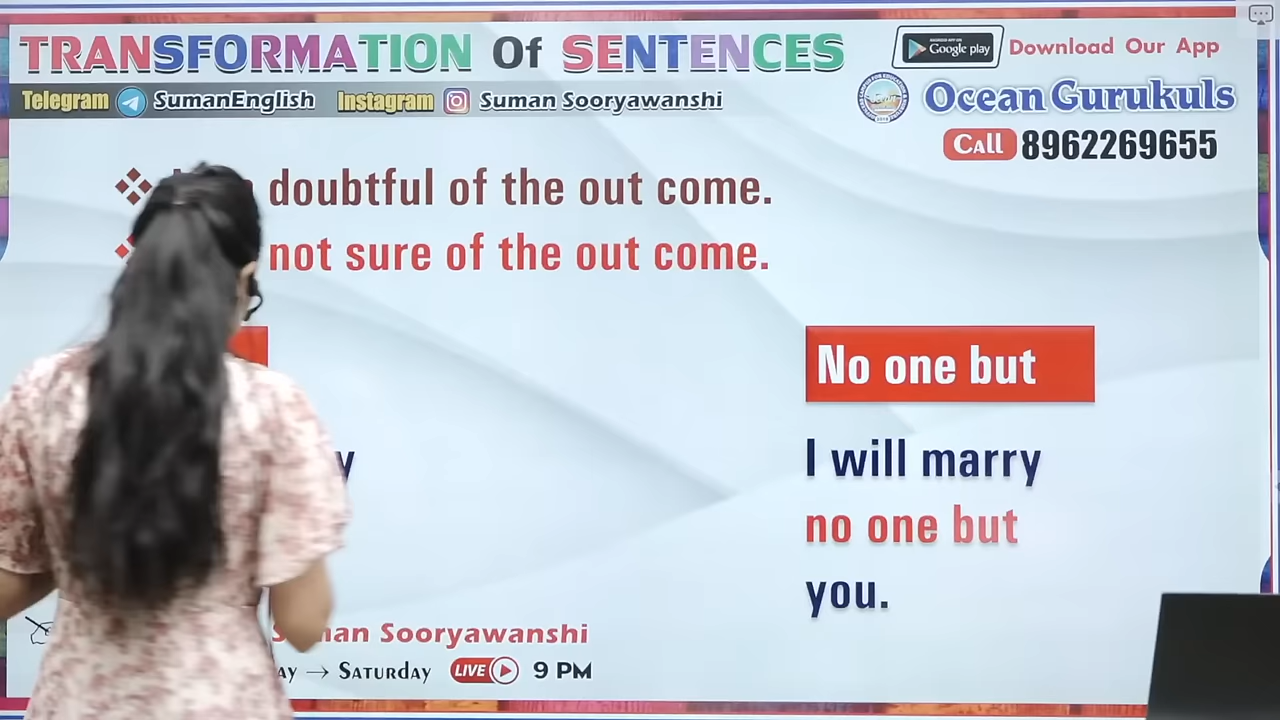 TRANSFORMATION Of SENTENCES
Google play Download Our App
Telegram SumanEnglish Instagram Suman Sooryawanshi
Ocean Gurukuls
Call 8962269655
doubtful of the out come.
not sure of the out come.
No one but
I will marry
no one but
you.
Sooryawanshi
→ Saturday LIVE 9 PM